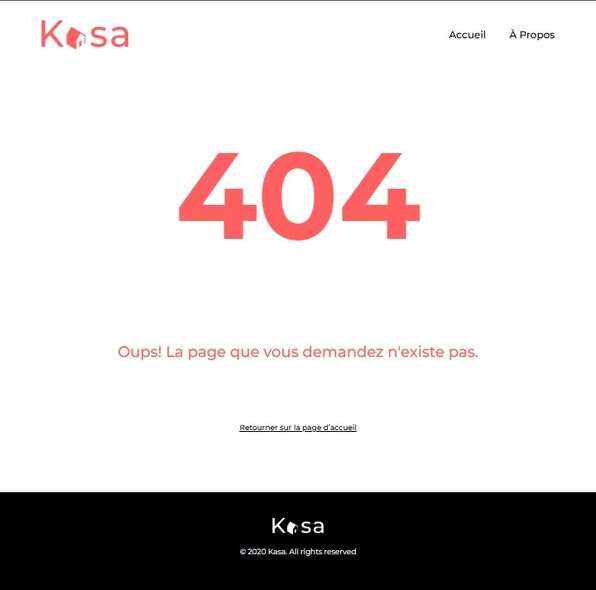 Kasa
Accueil À Propos
404
Oups! La page que vous demandez n'existe pas.
Retourner sur la page d'accueil
Kasa
© 2020 Kasa. All rights reserved